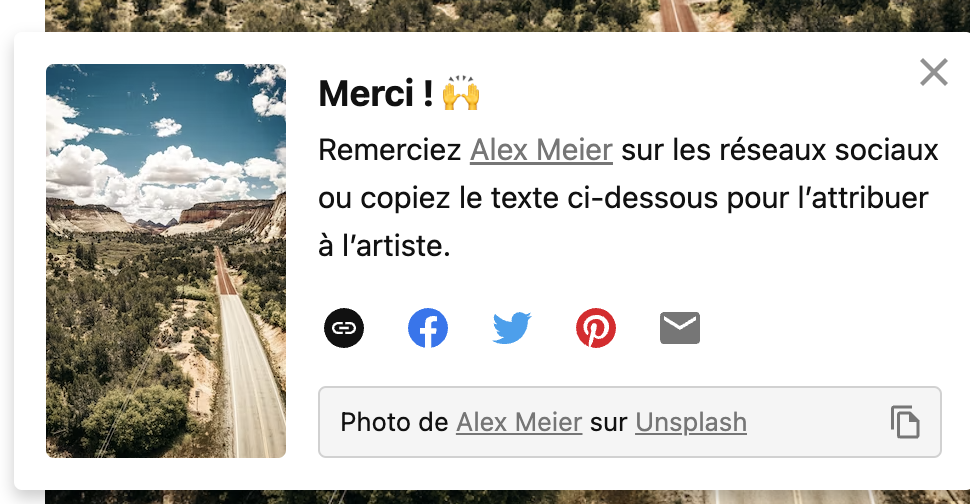 Merci ! 🙌
Remerciez Alex Meier sur les réseaux sociaux
ou copiez le texte ci-dessous pour l’attribuer
à l’artiste.
Photo de Alex Meier sur Unsplash